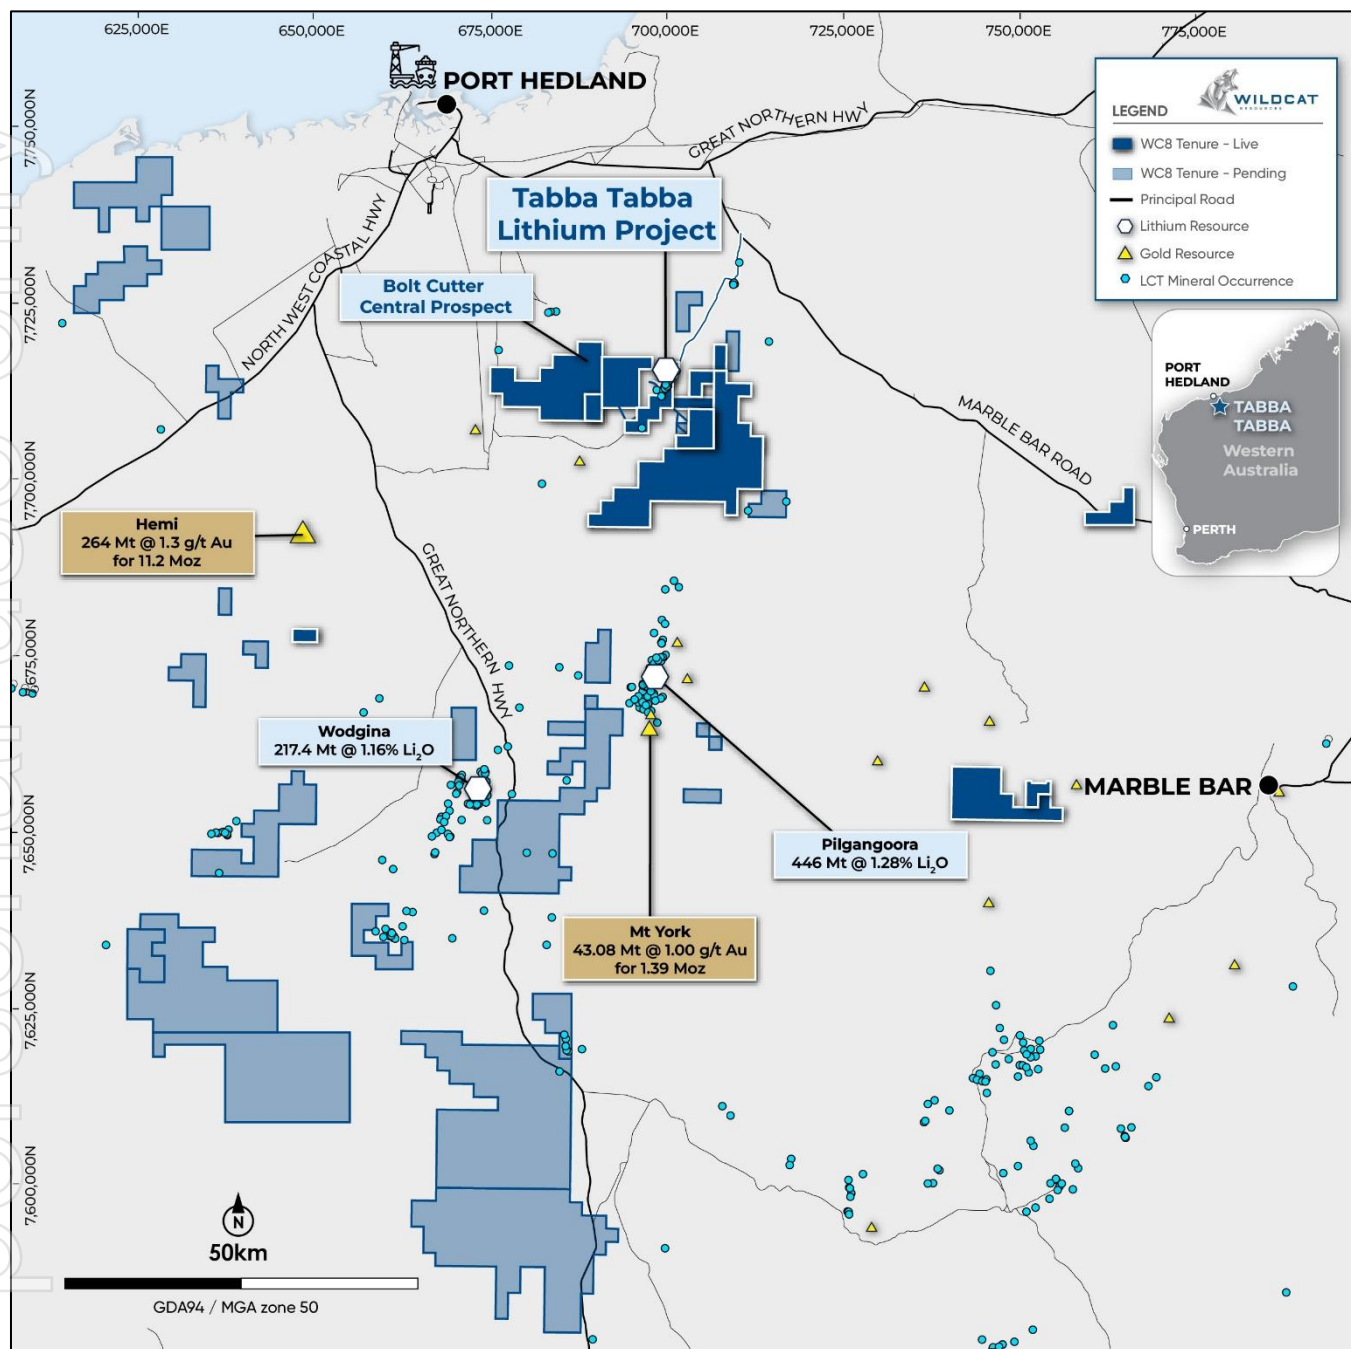 625,000E
650,000E
675,000E
700,000E
725,000E
750,000E
775,000E
7,750,000N
7,725,000N
7,700,000N
7,675,000N
7,650,000N
7,625,000N
7,600,000N
PORT HEDLAND
GREAT NORTHERN HWY
NORTH WEST COASTAL HWY
Tabba Tabba
Lithium Project
Bolt Cutter
Central Prospect
LEGEND
WILDCAT
RESOURCES
WC8 Tenure - Live
WC8 Tenure - Pending
Principal Road
Lithium Resource
Gold Resource
LCT Mineral Occurrence
PORT
HEDLAND
TABBA
TABBA
Western
Australia
PERTH
MARBLE BAR ROAD
Hemi
264 Mt @ 1.3 g/t Au
for 11.2 Moz
GREAT NORTHERN HWY
Wodgina
217.4 Mt @ 1.16% Li₂O
MARBLE BAR
Pilgangoora
446 Mt @ 1.28% Li₂O
Mt York
43.08 Mt @ 1.00 g/t Au
for 1.39 Moz
N
50km
GDA94 / MGA zone 50